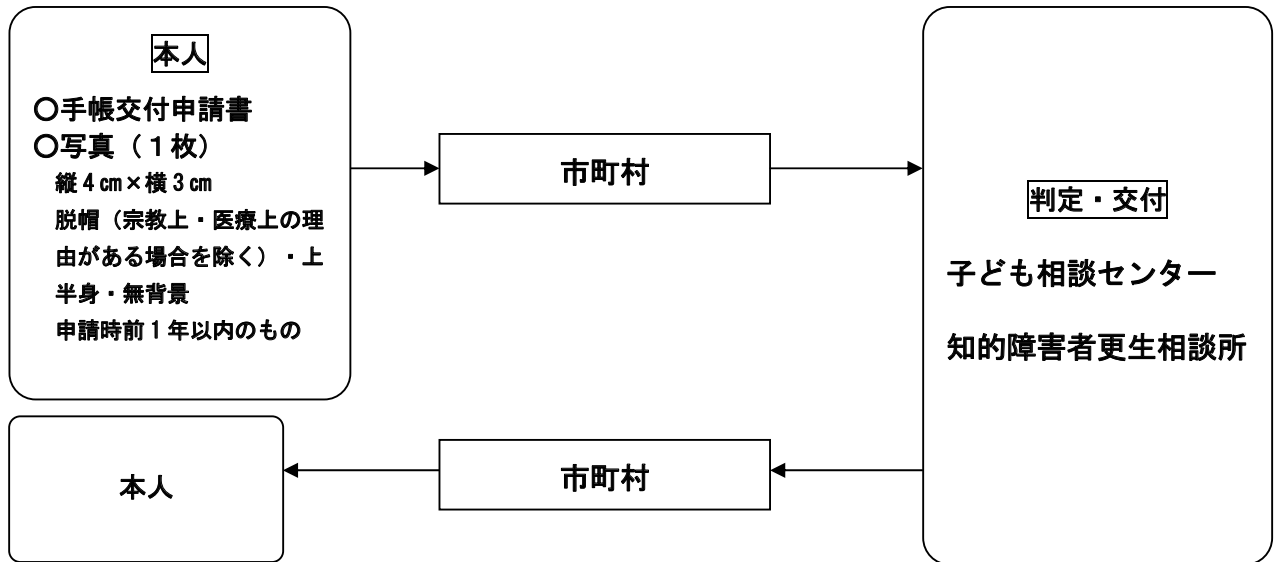 本人
○手帳交付申請書
○写真（１枚）
縦４㎝×横３㎝
脱帽（宗教上・医療上の理
由がある場合を除く）・上
半身・無背景
申請時前１年以内のもの
市町村
判定・交付
子ども相談センター
知的障害者更生相談所
市町村
本人